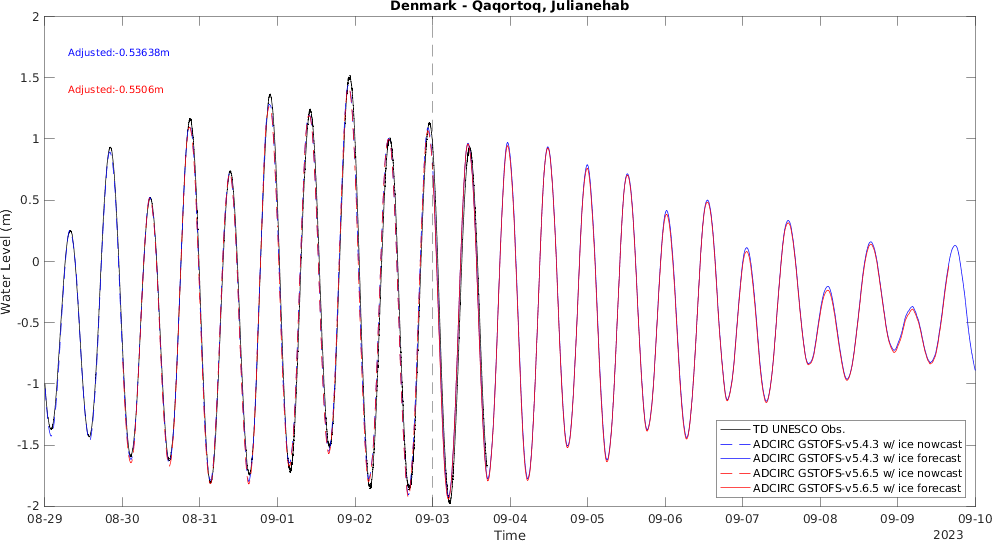 Denmark - Qaqortoq, Julianehab
Adjusted:-0.53638m
Adjusted:-0.5506m
2
1.5
1
0.5
0
-0.5
-1
-1.5
-2
Water Level (m)
TD UNESCO Obs.
ADCIRC GSTOFS-v5.4.3 w/ ice nowcast
ADCIRC GSTOFS-v5.4.3 w/ ice forecast
ADCIRC GSTOFS-v5.6.5 w/ ice nowcast
ADCIRC GSTOFS-v5.6.5 w/ ice forecast
08-29 08-30 08-31 09-01 09-02 09-03 09-04 09-05 09-06 09-07 09-08 09-09 09-10
Time
2023